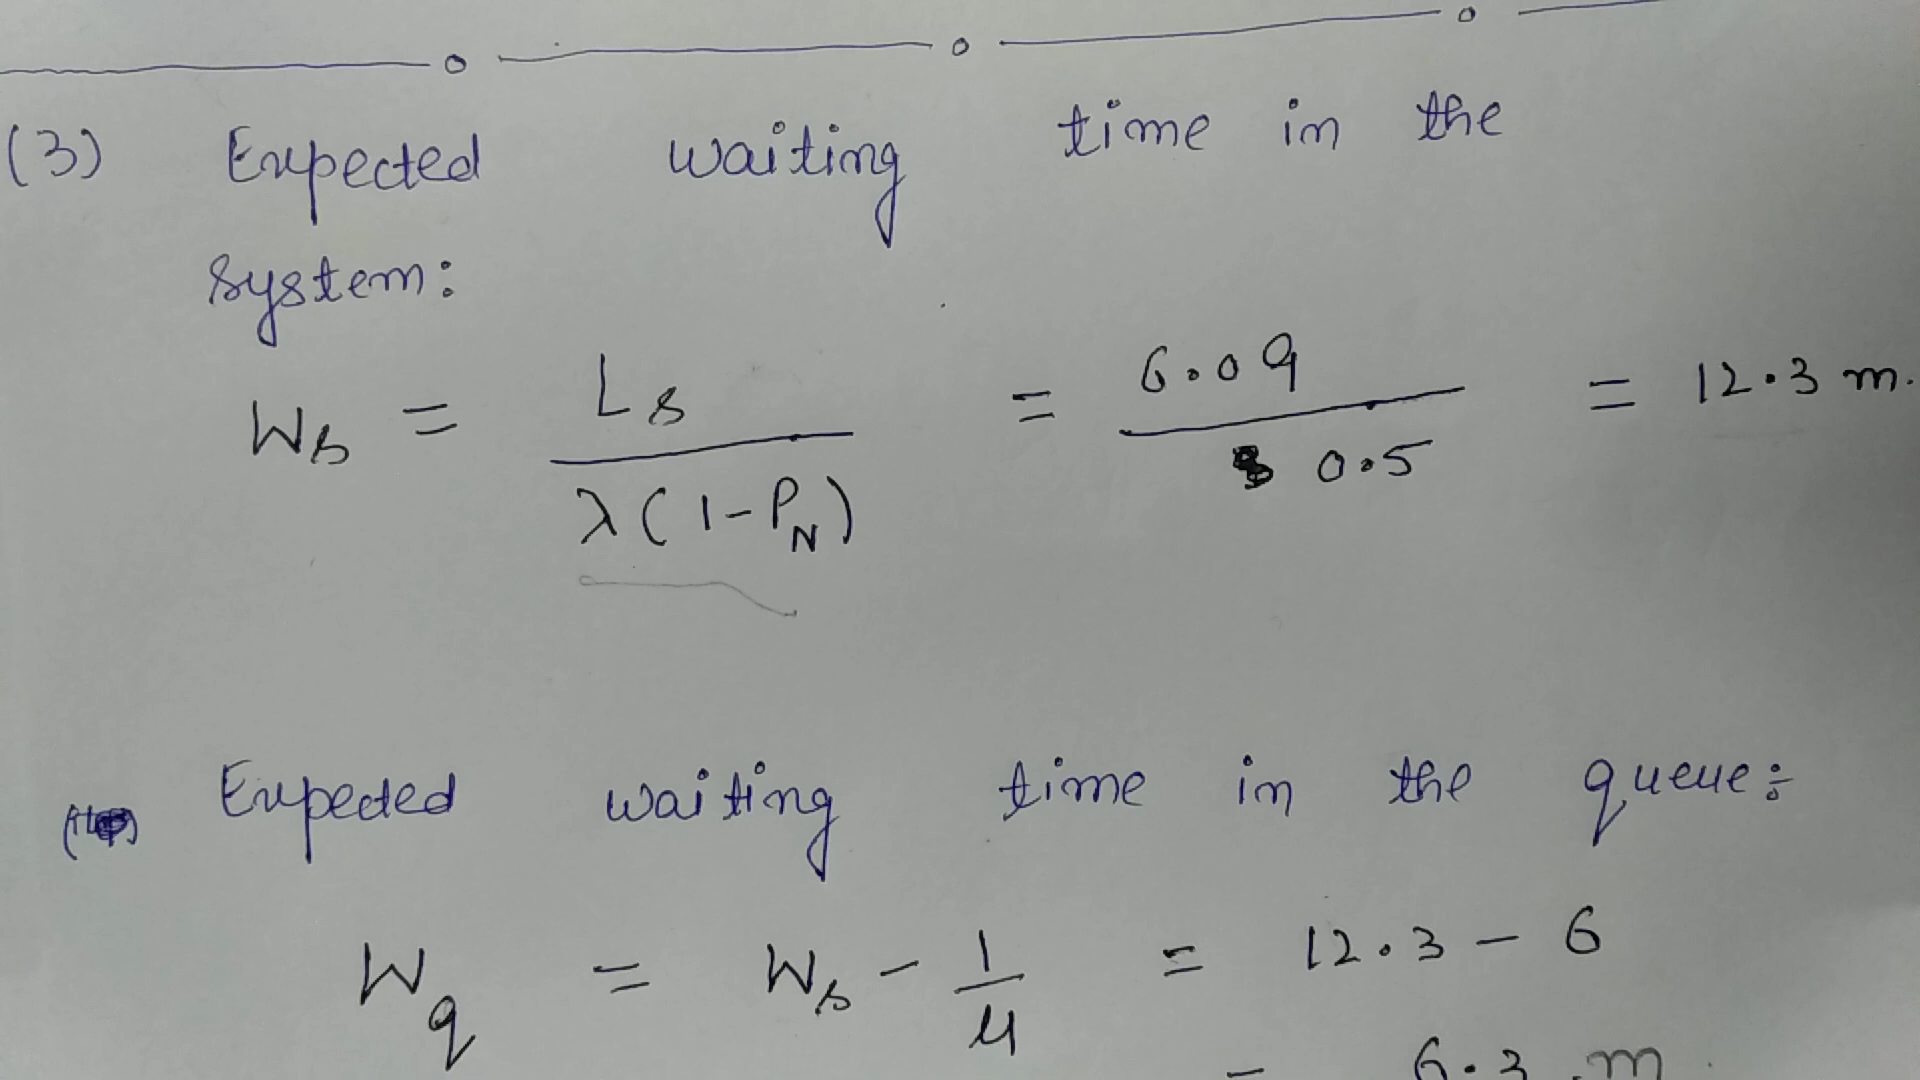 (3) Expected waiting time in the
system:
Ws = Ls / λ(1-PN) = 6.09 / 0.5 = 12.3 m.
Expected waiting time in the queue:
Wq = Ws - 1/μ = 12.3 - 6
= 6.3 m.